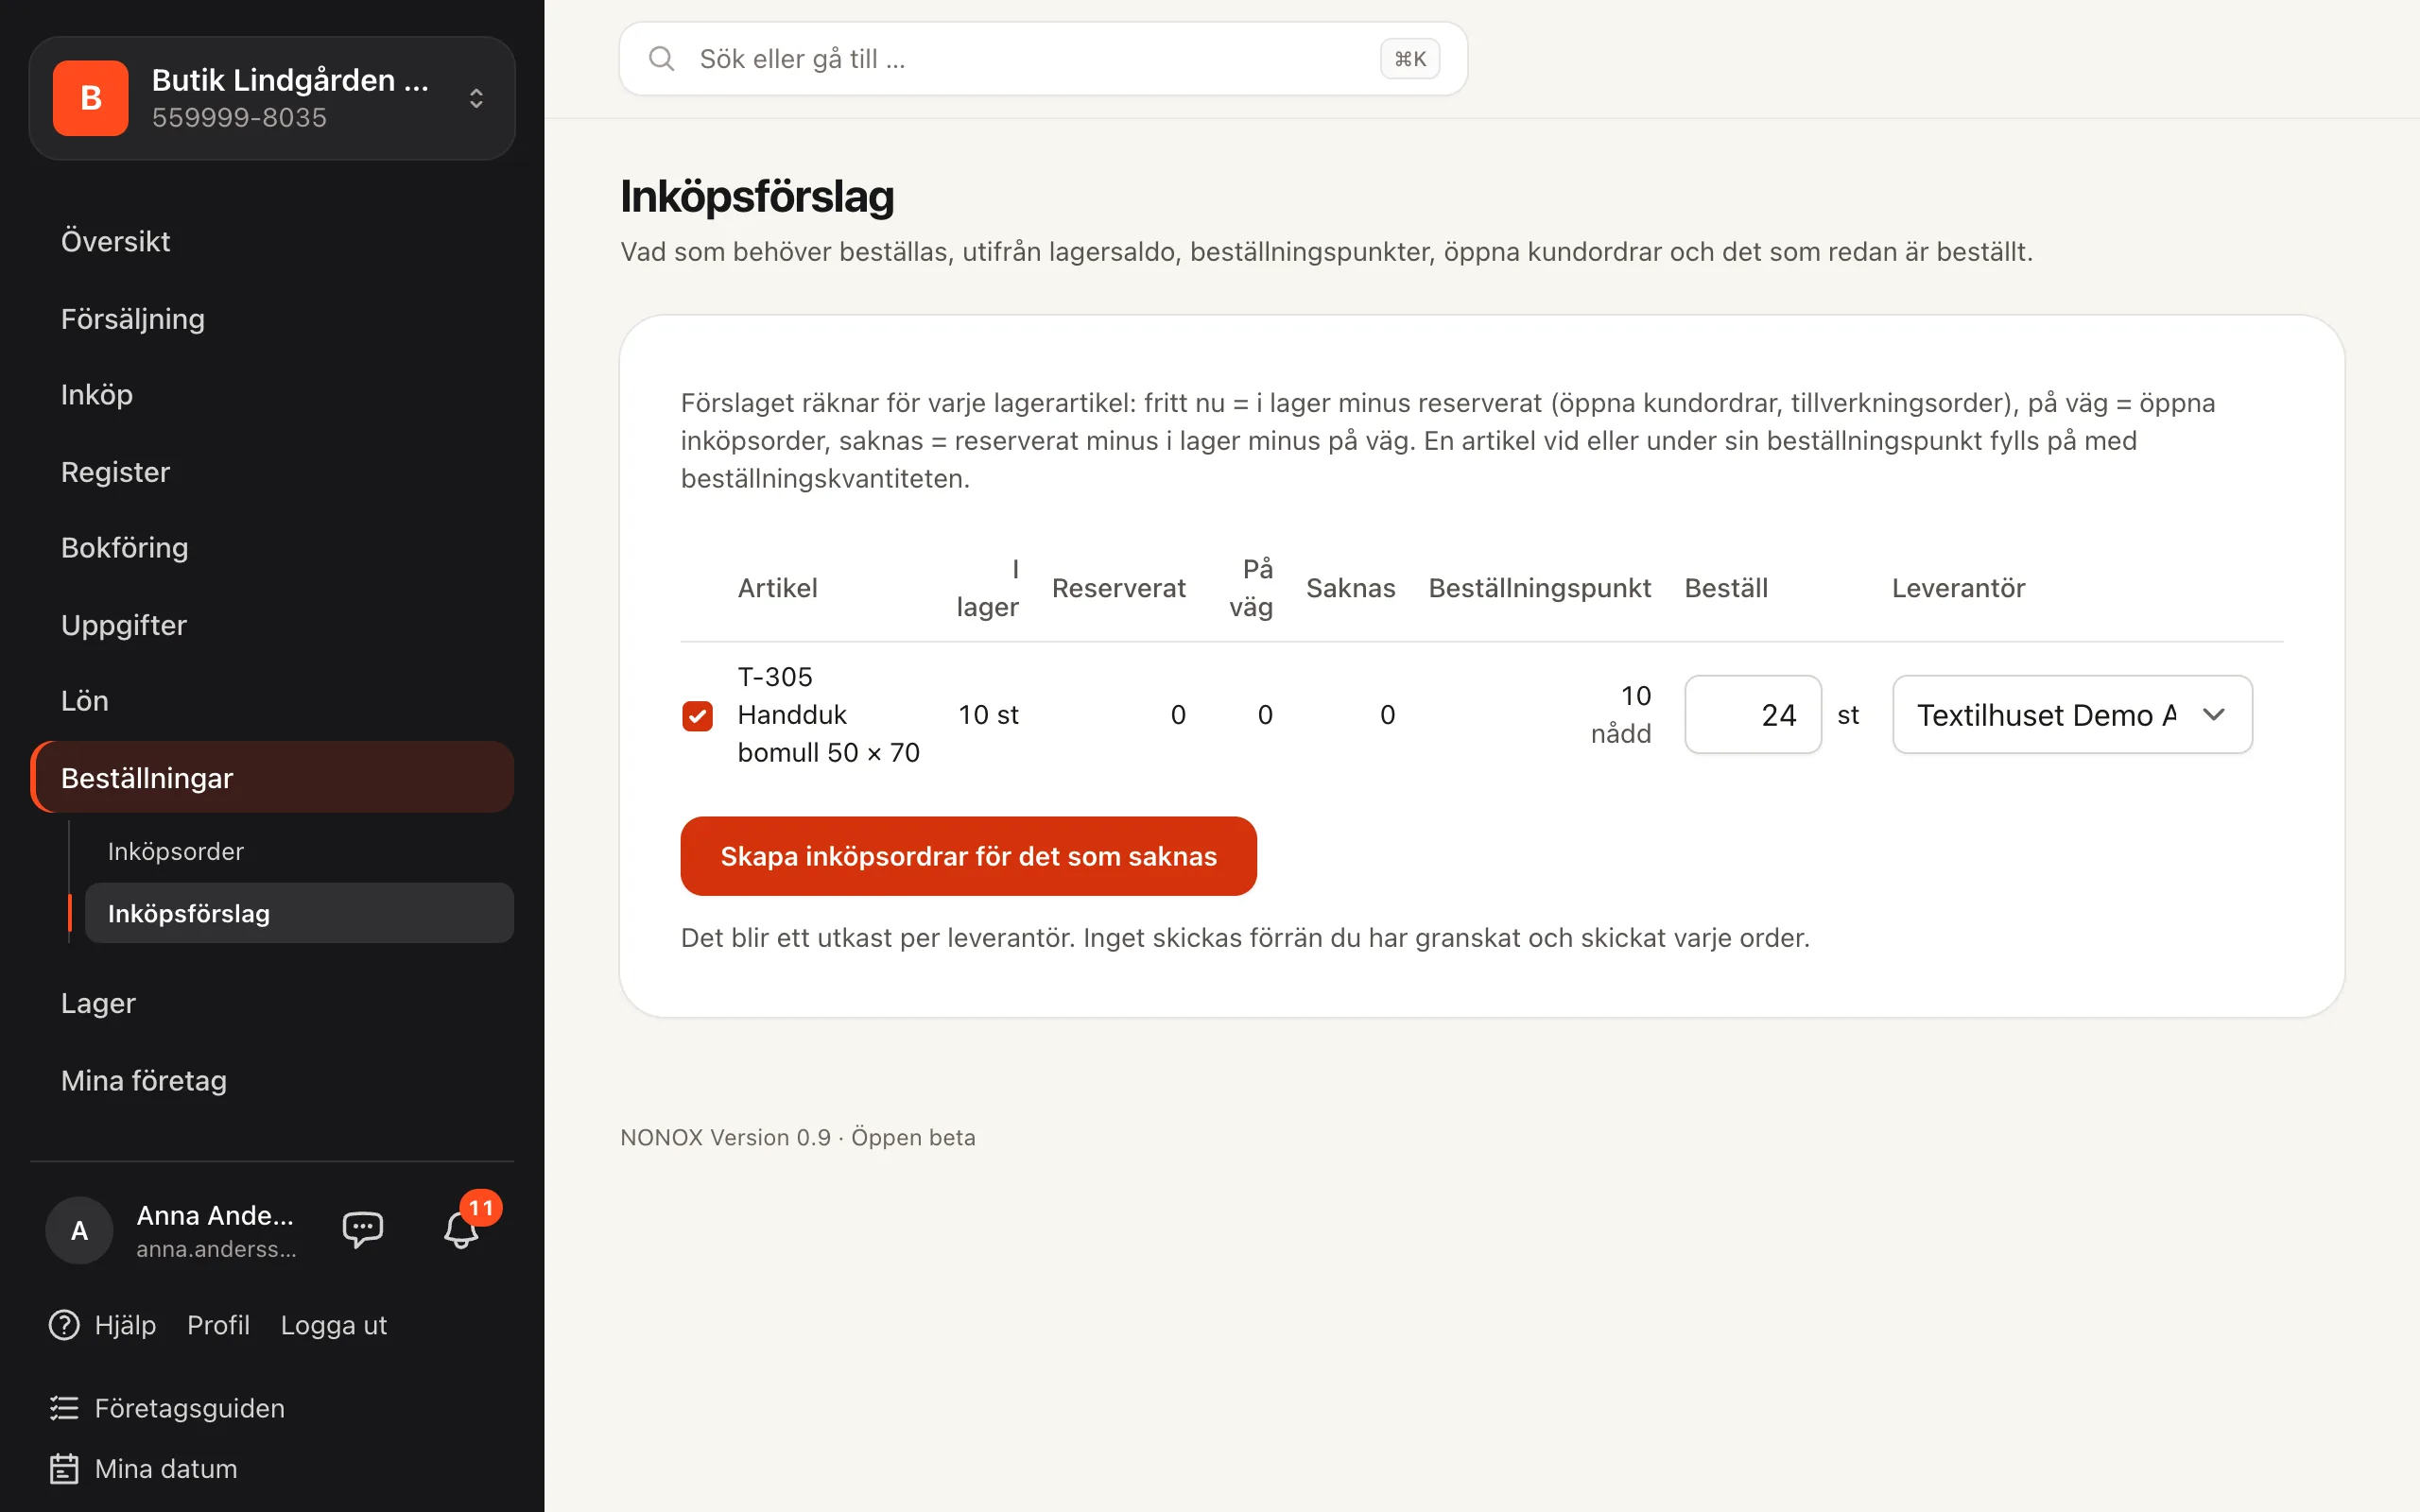 B
Butik Lindgården ...
559999-8035
Översikt
Försäljning
Inköp
Register
Bokföring
Uppgifter
Lön
Beställningar
Inköpsorder
Inköpsförslag
Lager
Mina företag
A
Anna Ande...
anna.anderss...
11
Hjälp
Profil
Logga ut
Företagsguiden
Mina datum
Sök eller gå till ...
⌘K
Inköpsförslag
Vad som behöver beställas, utifrån lagersaldo, beställningspunkter, öppna kundordrar och det som redan är beställt.
Förslaget räknar för varje lagerartikel: fritt nu = i lager minus reserverat (öppna kundordrar, tillverkningsorder), på väg = öppna
inköpsorder, saknas = reserverat minus i lager minus på väg. En artikel vid eller under sin beställningspunkt fylls på med
beställningskvantiteten.
Artikel
I lager
Reserverat
På väg
Saknas
Beställningspunkt
Beställ
Leverantör
T-305
Handduk
bomull 50 × 70
10 st
0
0
0
10
nådd
24
st
Textilhuset Demo A
Skapa inköpsordrar för det som saknas
Det blir ett utkast per leverantör. Inget skickas förrän du har granskat och skickat varje order.
NONOX Version 0.9 · Öppen beta